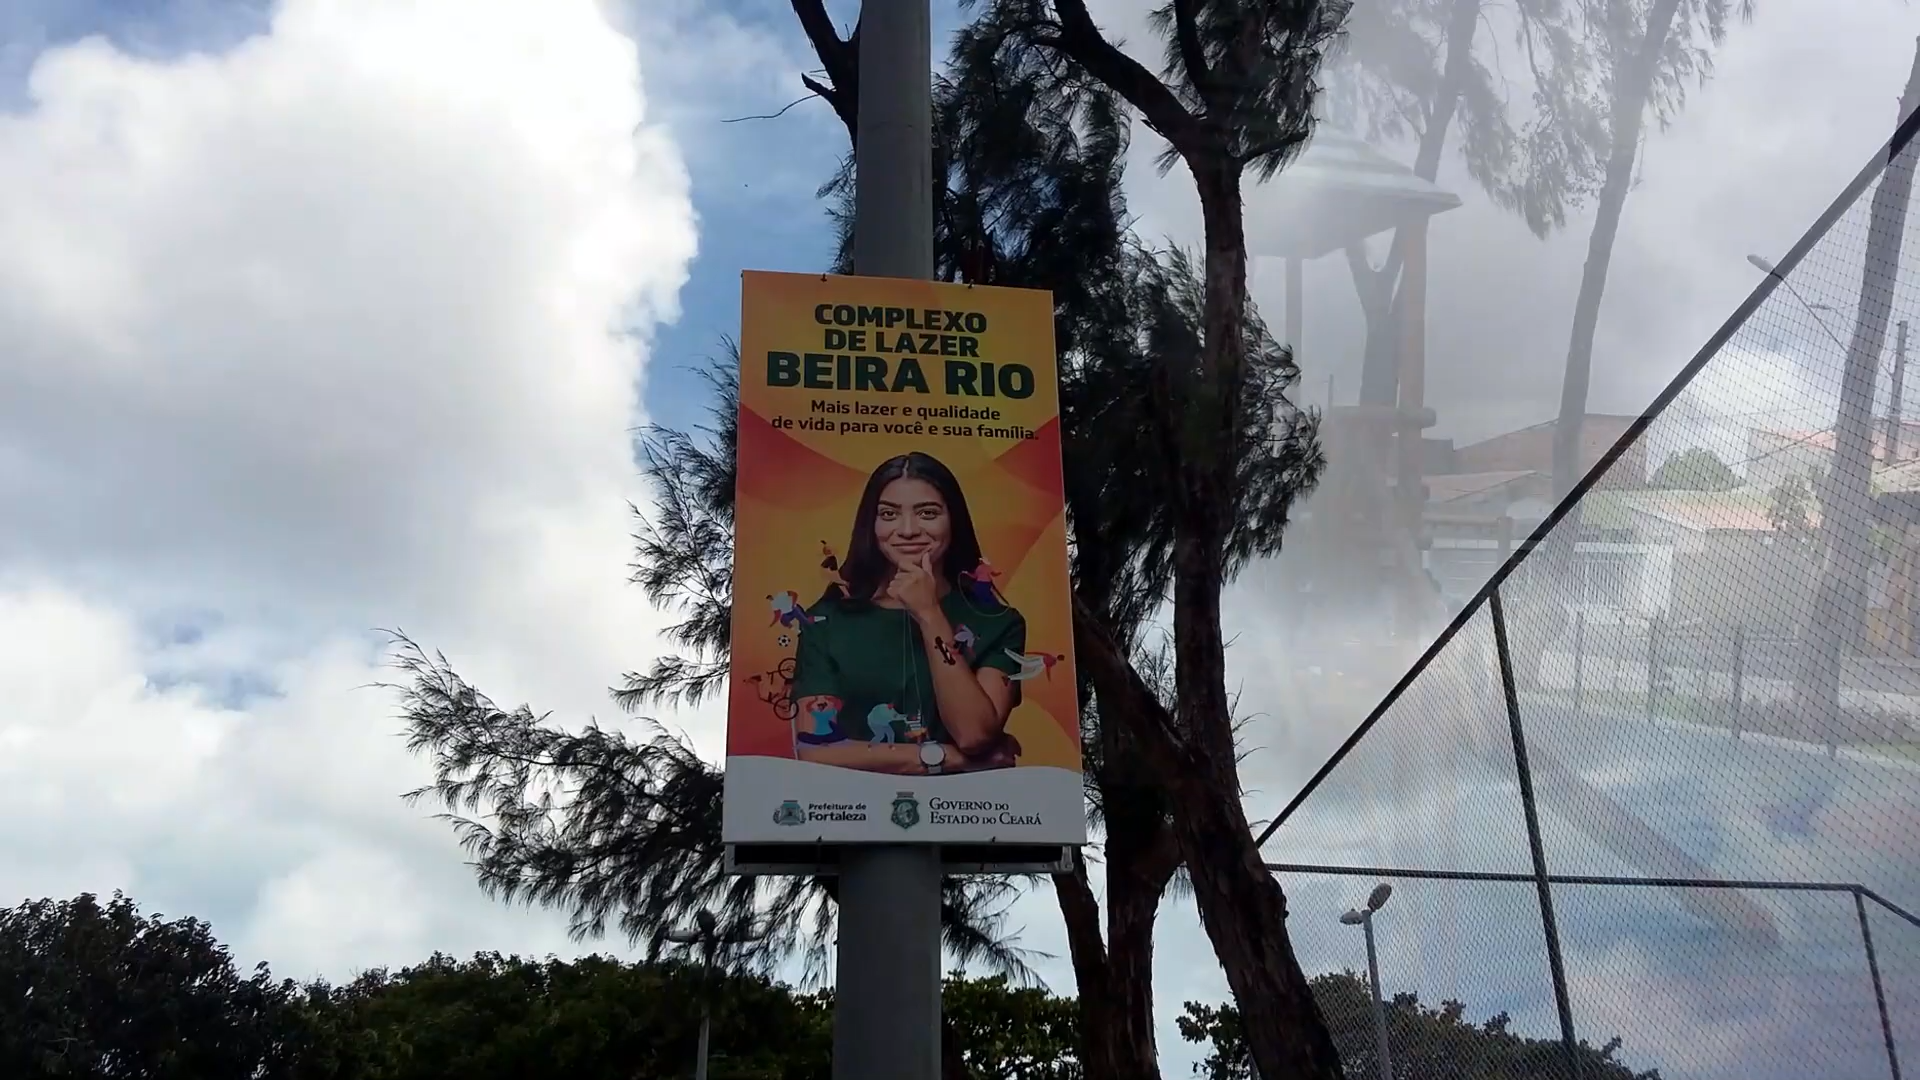 COMPLEXO
DE LAZER
BEIRA RIO
Mais lazer e qualidade
de vida para você e sua família.
Prefeitura de
Fortaleza
GOVERNO DO
ESTADO DO CEARÁ